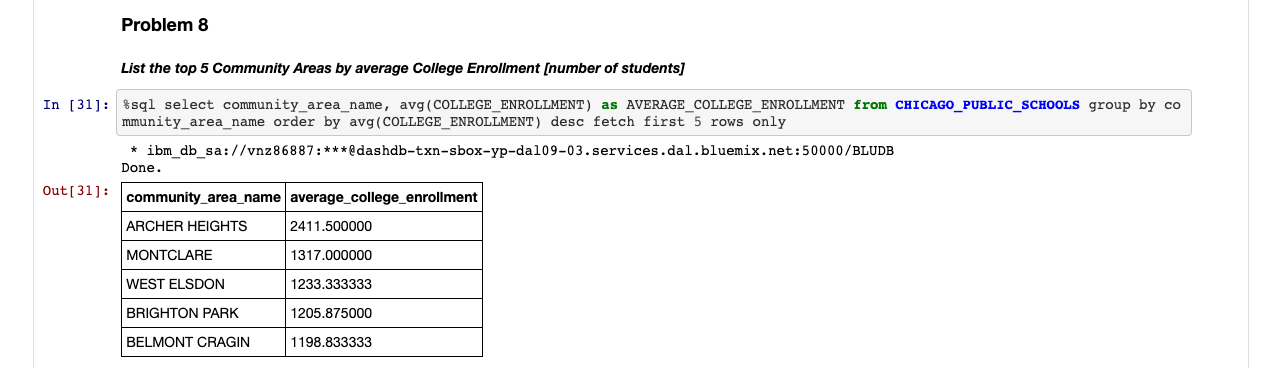 Problem 8
List the top 5 Community Areas by average College Enrollment [number of students]
In [31]: %sql select community_area_name, avg(COLLEGE_ENROLLMENT) as AVERAGE_COLLEGE_ENROLLMENT from CHICAGO_PUBLIC_SCHOOLS group by co
mmunity_area_name order by avg(COLLEGE_ENROLLMENT) desc fetch first 5 rows only
* ibm_db_sa://vnz86887:***@dashdb-txn-sbox-yp-dal09-03.services.dal.bluemix.net:50000/BLUDB
Done.
Out[31]:
community_area_name average_college_enrollment
ARCHER HEIGHTS 2411.500000
MONTCLARE 1317.000000
WEST ELSDON 1233.333333
BRIGHTON PARK 1205.875000
BELMONT CRAGIN 1198.833333